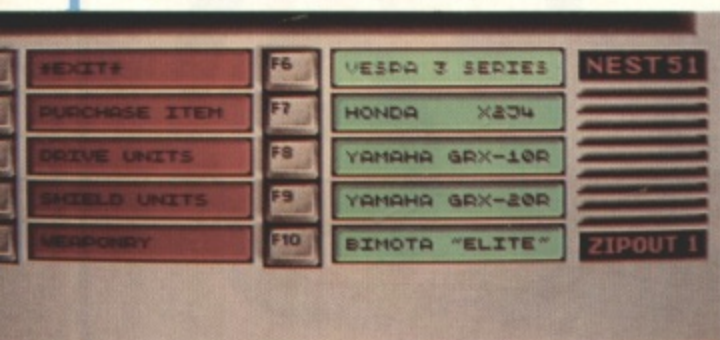 *EXIT* F6 VESPA 3 SERIES NEST 51
PURCHASE ITEM F7 HONDA X2J4
DRIVE UNITS F8 YAMAHA GRX-10R
SHIELD UNITS F9 YAMAHA GRX-20R
WEAPONRY F10 BIMOTA "ELITE" ZIPOUT 1